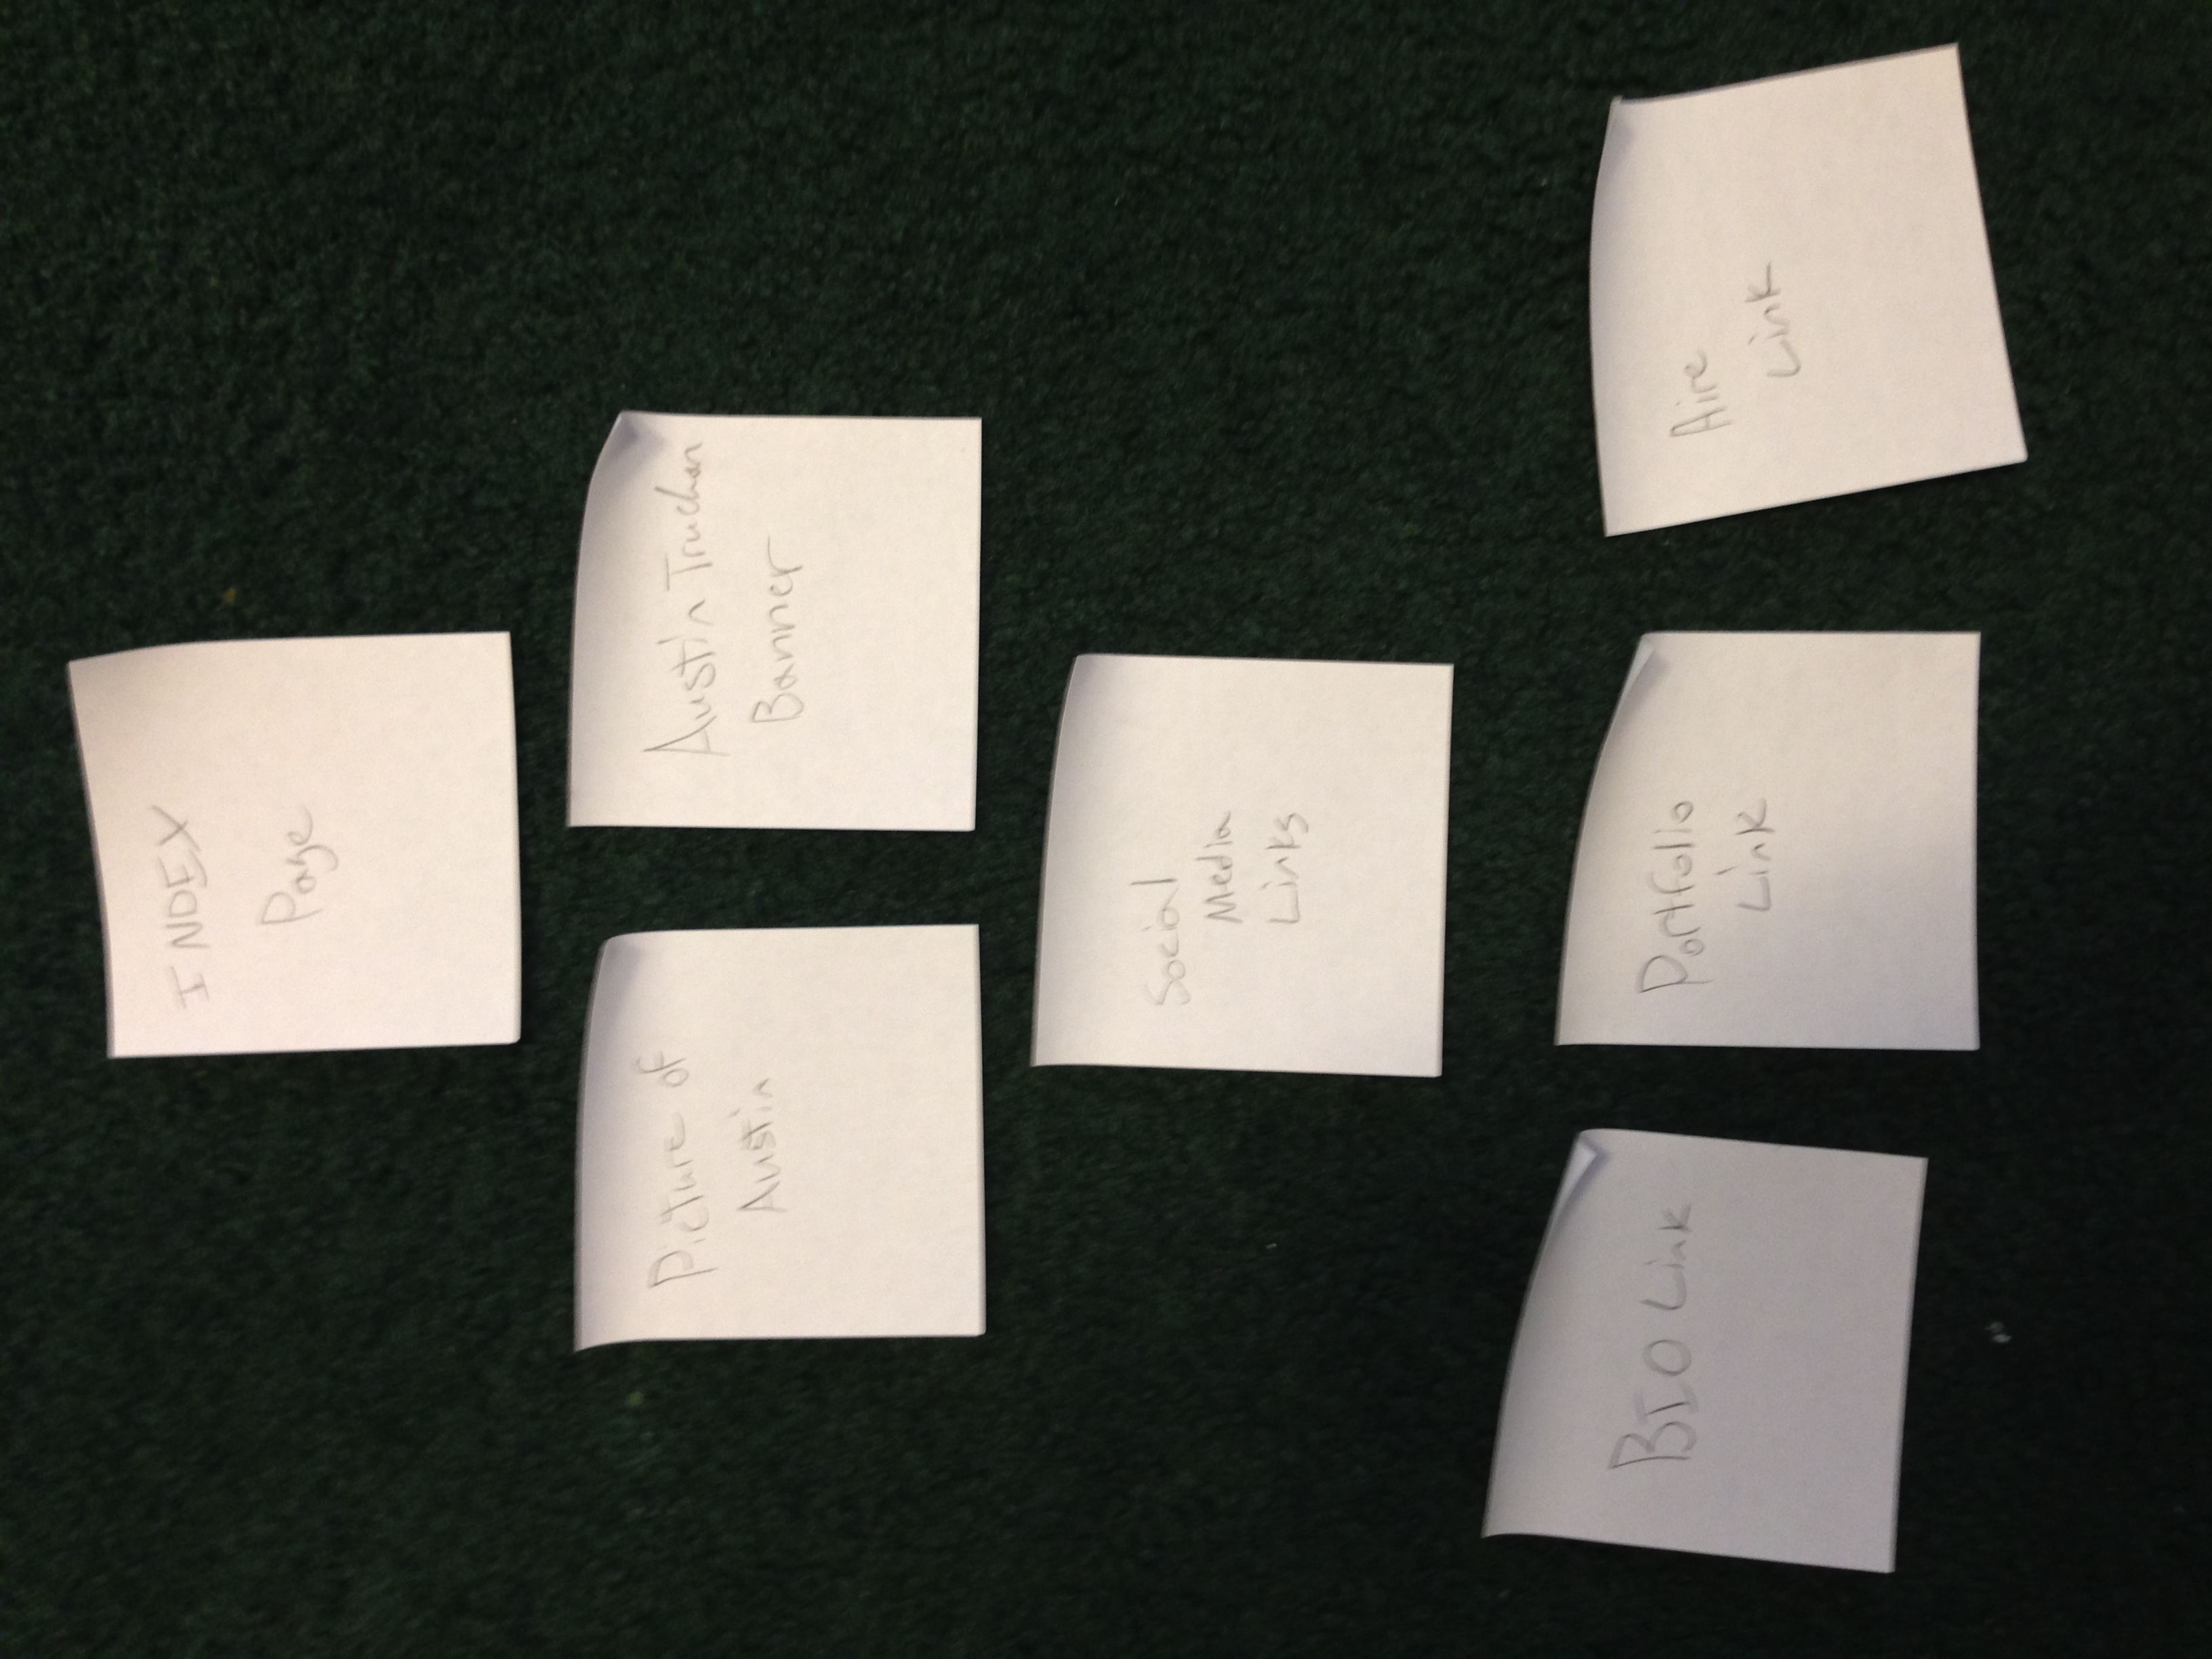 INDEX
Page
Picture of
Austin
Austin Truchan
Banner
Social
Media
Links
BIO Link
Portfolio
Link
Aire
Link